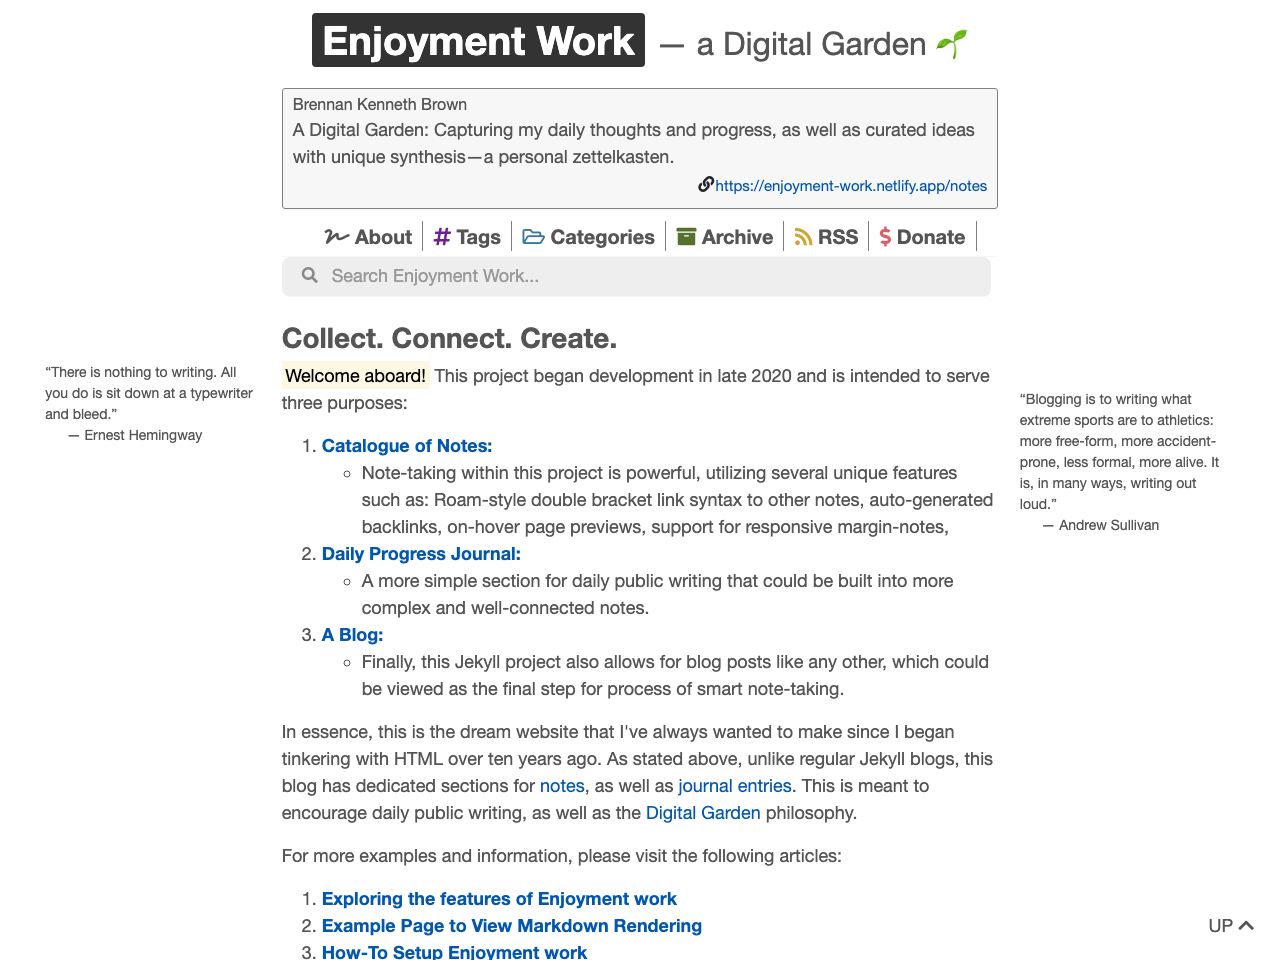 Enjoyment Work — a Digital Garden
Brennan Kenneth Brown
A Digital Garden: Capturing my daily thoughts and progress, as well as curated ideas
with unique synthesis—a personal zettelkasten.
https://enjoyment-work.netlify.app/notes
About
# Tags
Categories
Archive
RSS
$ Donate
Search Enjoyment Work...
Collect. Connect. Create.
Welcome aboard! This project began development in late 2020 and is intended to serve
three purposes:
“There is nothing to writing. All
you do is sit down at a typewriter
and bleed.”
— Ernest Hemingway
“Blogging is to writing what
extreme sports are to athletics:
more free-form, more accident-
prone, less formal, more alive. It
is, in many ways, writing out
loud.”
— Andrew Sullivan
1. Catalogue of Notes:
Note-taking within this project is powerful, utilizing several unique features
such as: Roam-style double bracket link syntax to other notes, auto-generated
backlinks, on-hover page previews, support for responsive margin-notes,
2. Daily Progress Journal:
A more simple section for daily public writing that could be built into more
complex and well-connected notes.
3. A Blog:
Finally, this Jekyll project also allows for blog posts like any other, which could
be viewed as the final step for process of smart note-taking.
In essence, this is the dream website that I've always wanted to make since I began
tinkering with HTML over ten years ago. As stated above, unlike regular Jekyll blogs, this
blog has dedicated sections for notes, as well as journal entries. This is meant to
encourage daily public writing, as well as the Digital Garden philosophy.
For more examples and information, please visit the following articles:
1. Exploring the features of Enjoyment work
2. Example Page to View Markdown Rendering
3. How-To Setup Enjoyment work
UP